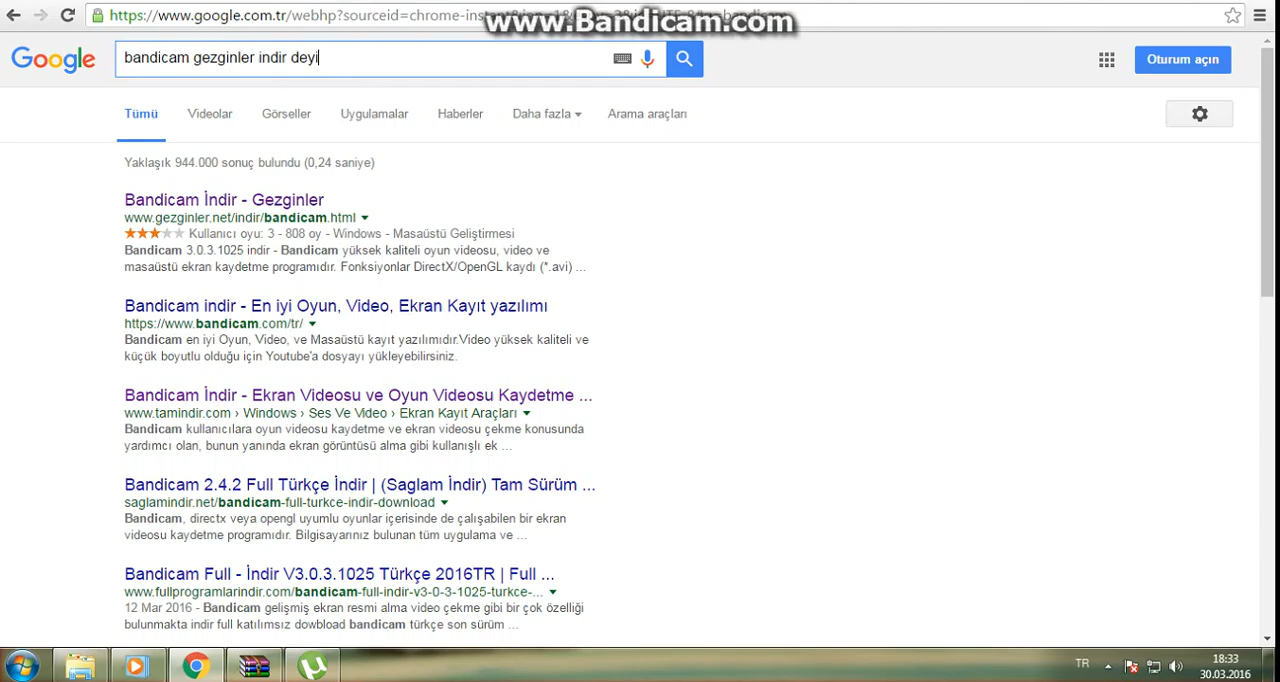 https://www.google.com.tr/webhp?sourceid=chrome-inst
www.Bandicam.com
Google
bandicam gezginler indir deyi
Oturum açın
Tümü
Videolar
Görseller
Uygulamalar
Haberler
Daha fazla
Arama araçları
Yaklaşık 944.000 sonuç bulundu (0,24 saniye)
Bandicam İndir - Gezginler
www.gezginler.net/indir/bandicam.html
Kullanıcı oyu: 3 - 808 oy - Windows - Masaüstü Geliştirmesi
Bandicam 3.0.3.1025 indir - Bandicam yüksek kaliteli oyun videosu, video ve
masaüstü ekran kaydetme programıdır. Fonksiyonlar DirectX/OpenGL kaydı (*.avi) ...
Bandicam indir - En iyi Oyun, Video, Ekran Kayıt yazılımı
https://www.bandicam.com/tr/
Bandicam en iyi Oyun, Video, ve Masaüstü kayıt yazılımıdır.Video yüksek kaliteli ve
küçük boyutlu olduğu için Youtube'a dosyayı yükleyebilirsiniz.
Bandicam İndir - Ekran Videosu ve Oyun Videosu Kaydetme ...
www.tamindir.com › Windows › Ses Ve Video › Ekran Kayıt Araçları
Bandicam kullanıcılara oyun videosu kaydetme ve ekran videosu çekme konusunda
yardımcı olan, bunun yanında ekran görüntüsü alma gibi kullanışlı ek ...
Bandicam 2.4.2 Full Türkçe İndir | (Saglam İndir) Tam Sürüm ...
saglamindir.net/bandicam-full-turkce-indir-download
Bandicam, directx veya opengl uyumlu oyunlar içerisinde de çalışabilen bir ekran
videosu kaydetme programıdır. Bilgisayarınız bulunan tüm uygulama ve ...
Bandicam Full - İndir V3.0.3.1025 Türkçe 2016TR | Full ...
www.fullprogramlarindir.com/bandicam-full-indir-v3-0-3-1025-turkce-...
12 Mar 2016 - Bandicam gelişmiş ekran resmi alma video çekme gibi bir çok özelliği
bulunmakta indir full katılımsız dowbload bandicam türkçe son sürüm ...
TR
18:33
30.03.2016